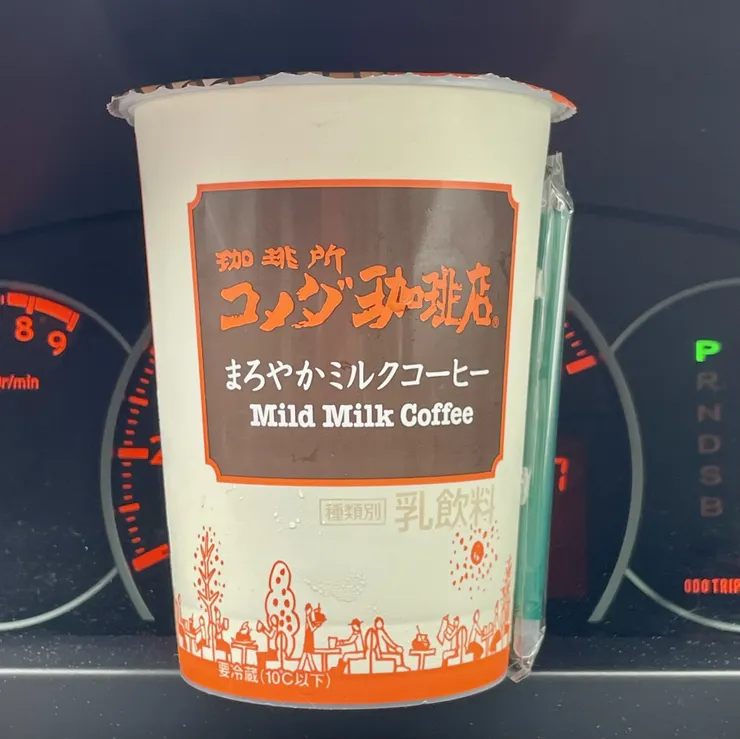 珈琲所
コメダ珈琲店®
まろやかミルクコーヒー
Mild Milk Coffee
種類別 乳飲料
要冷蔵(10℃以下)
8
9
r/min
P
R
N
D
S
B
ODO TRIP